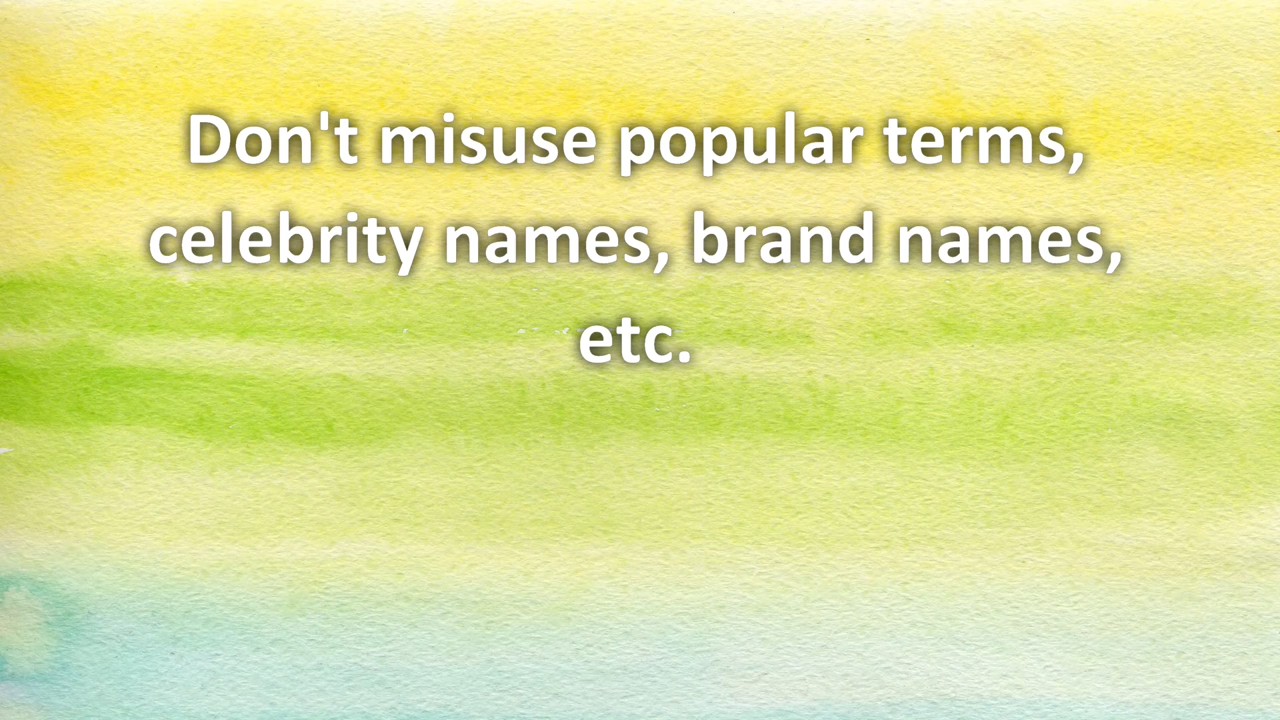 Don't misuse popular terms,
celebrity names, brand names,
etc.